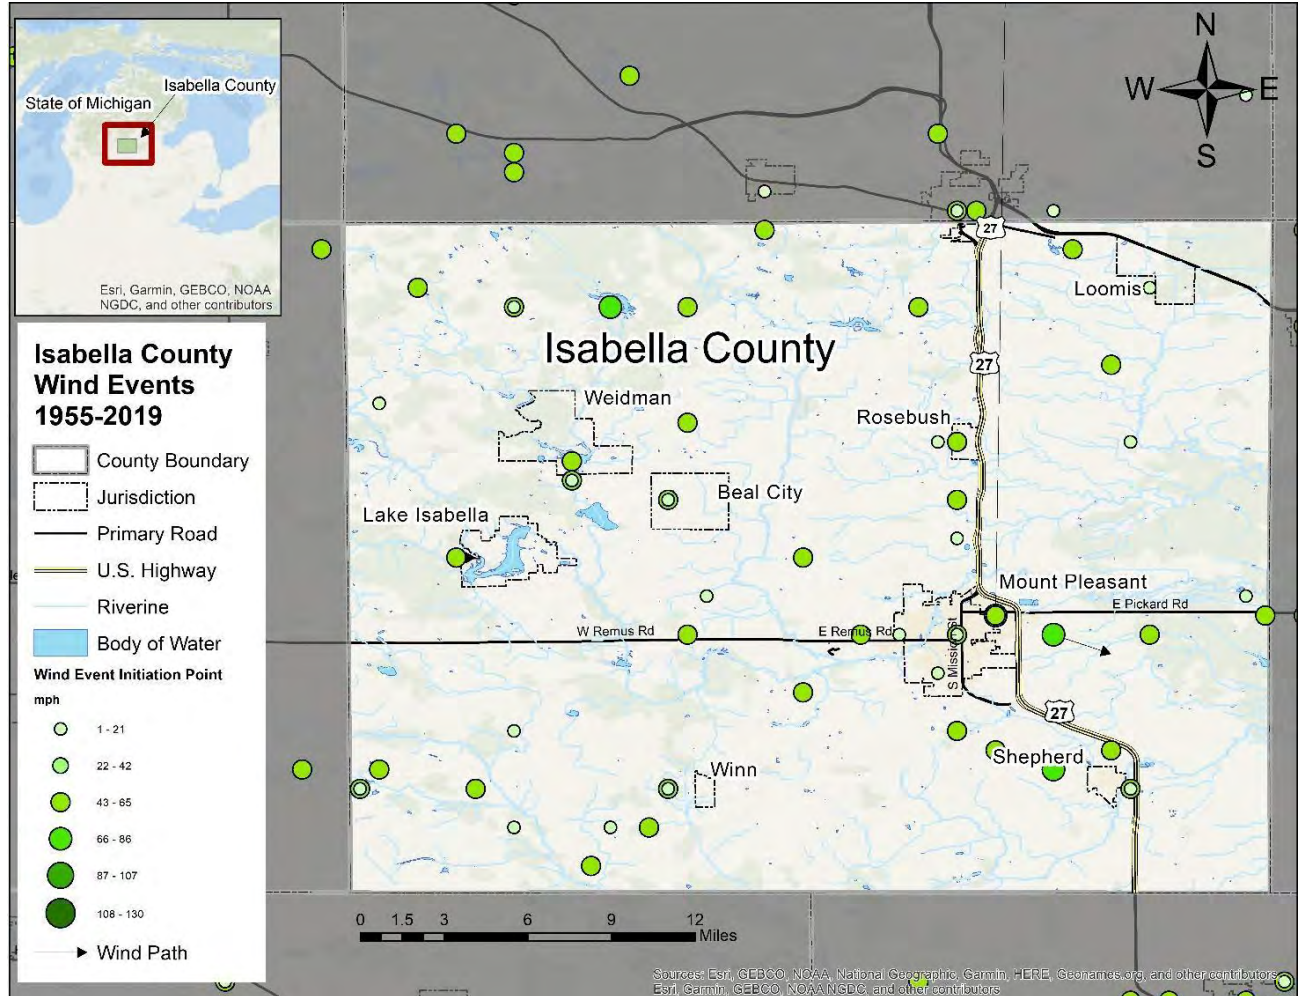 N
W E
S
Isabella County
State of Michigan
Esri, Garmin, GEBCO, NOAA
NGDC, and other contributors
Isabella County
Wind Events
1955-2019
County Boundary
Jurisdiction
Primary Road
U.S. Highway
Riverine
Body of Water
Wind Event Initiation Point
mph
1 - 21
22 - 42
43 - 65
66 - 86
87 - 107
108 - 130
Wind Path
27
Loomis
Isabella County
27
Weidman
Rosebush
Beal City
Lake Isabella
Mount Pleasant
E Pickard Rd
W Remus Rd
E Remus Rd
S Mission St
27
Shepherd
Winn
0 1.5 3 6 9 12
Miles
Sources: Esri, GEBCO, NOAA, National Geographic, Garmin, HERE, Geonames.org, and other contributors
Esri, Garmin, GEBCO, NOAA NGDC, and other contributors